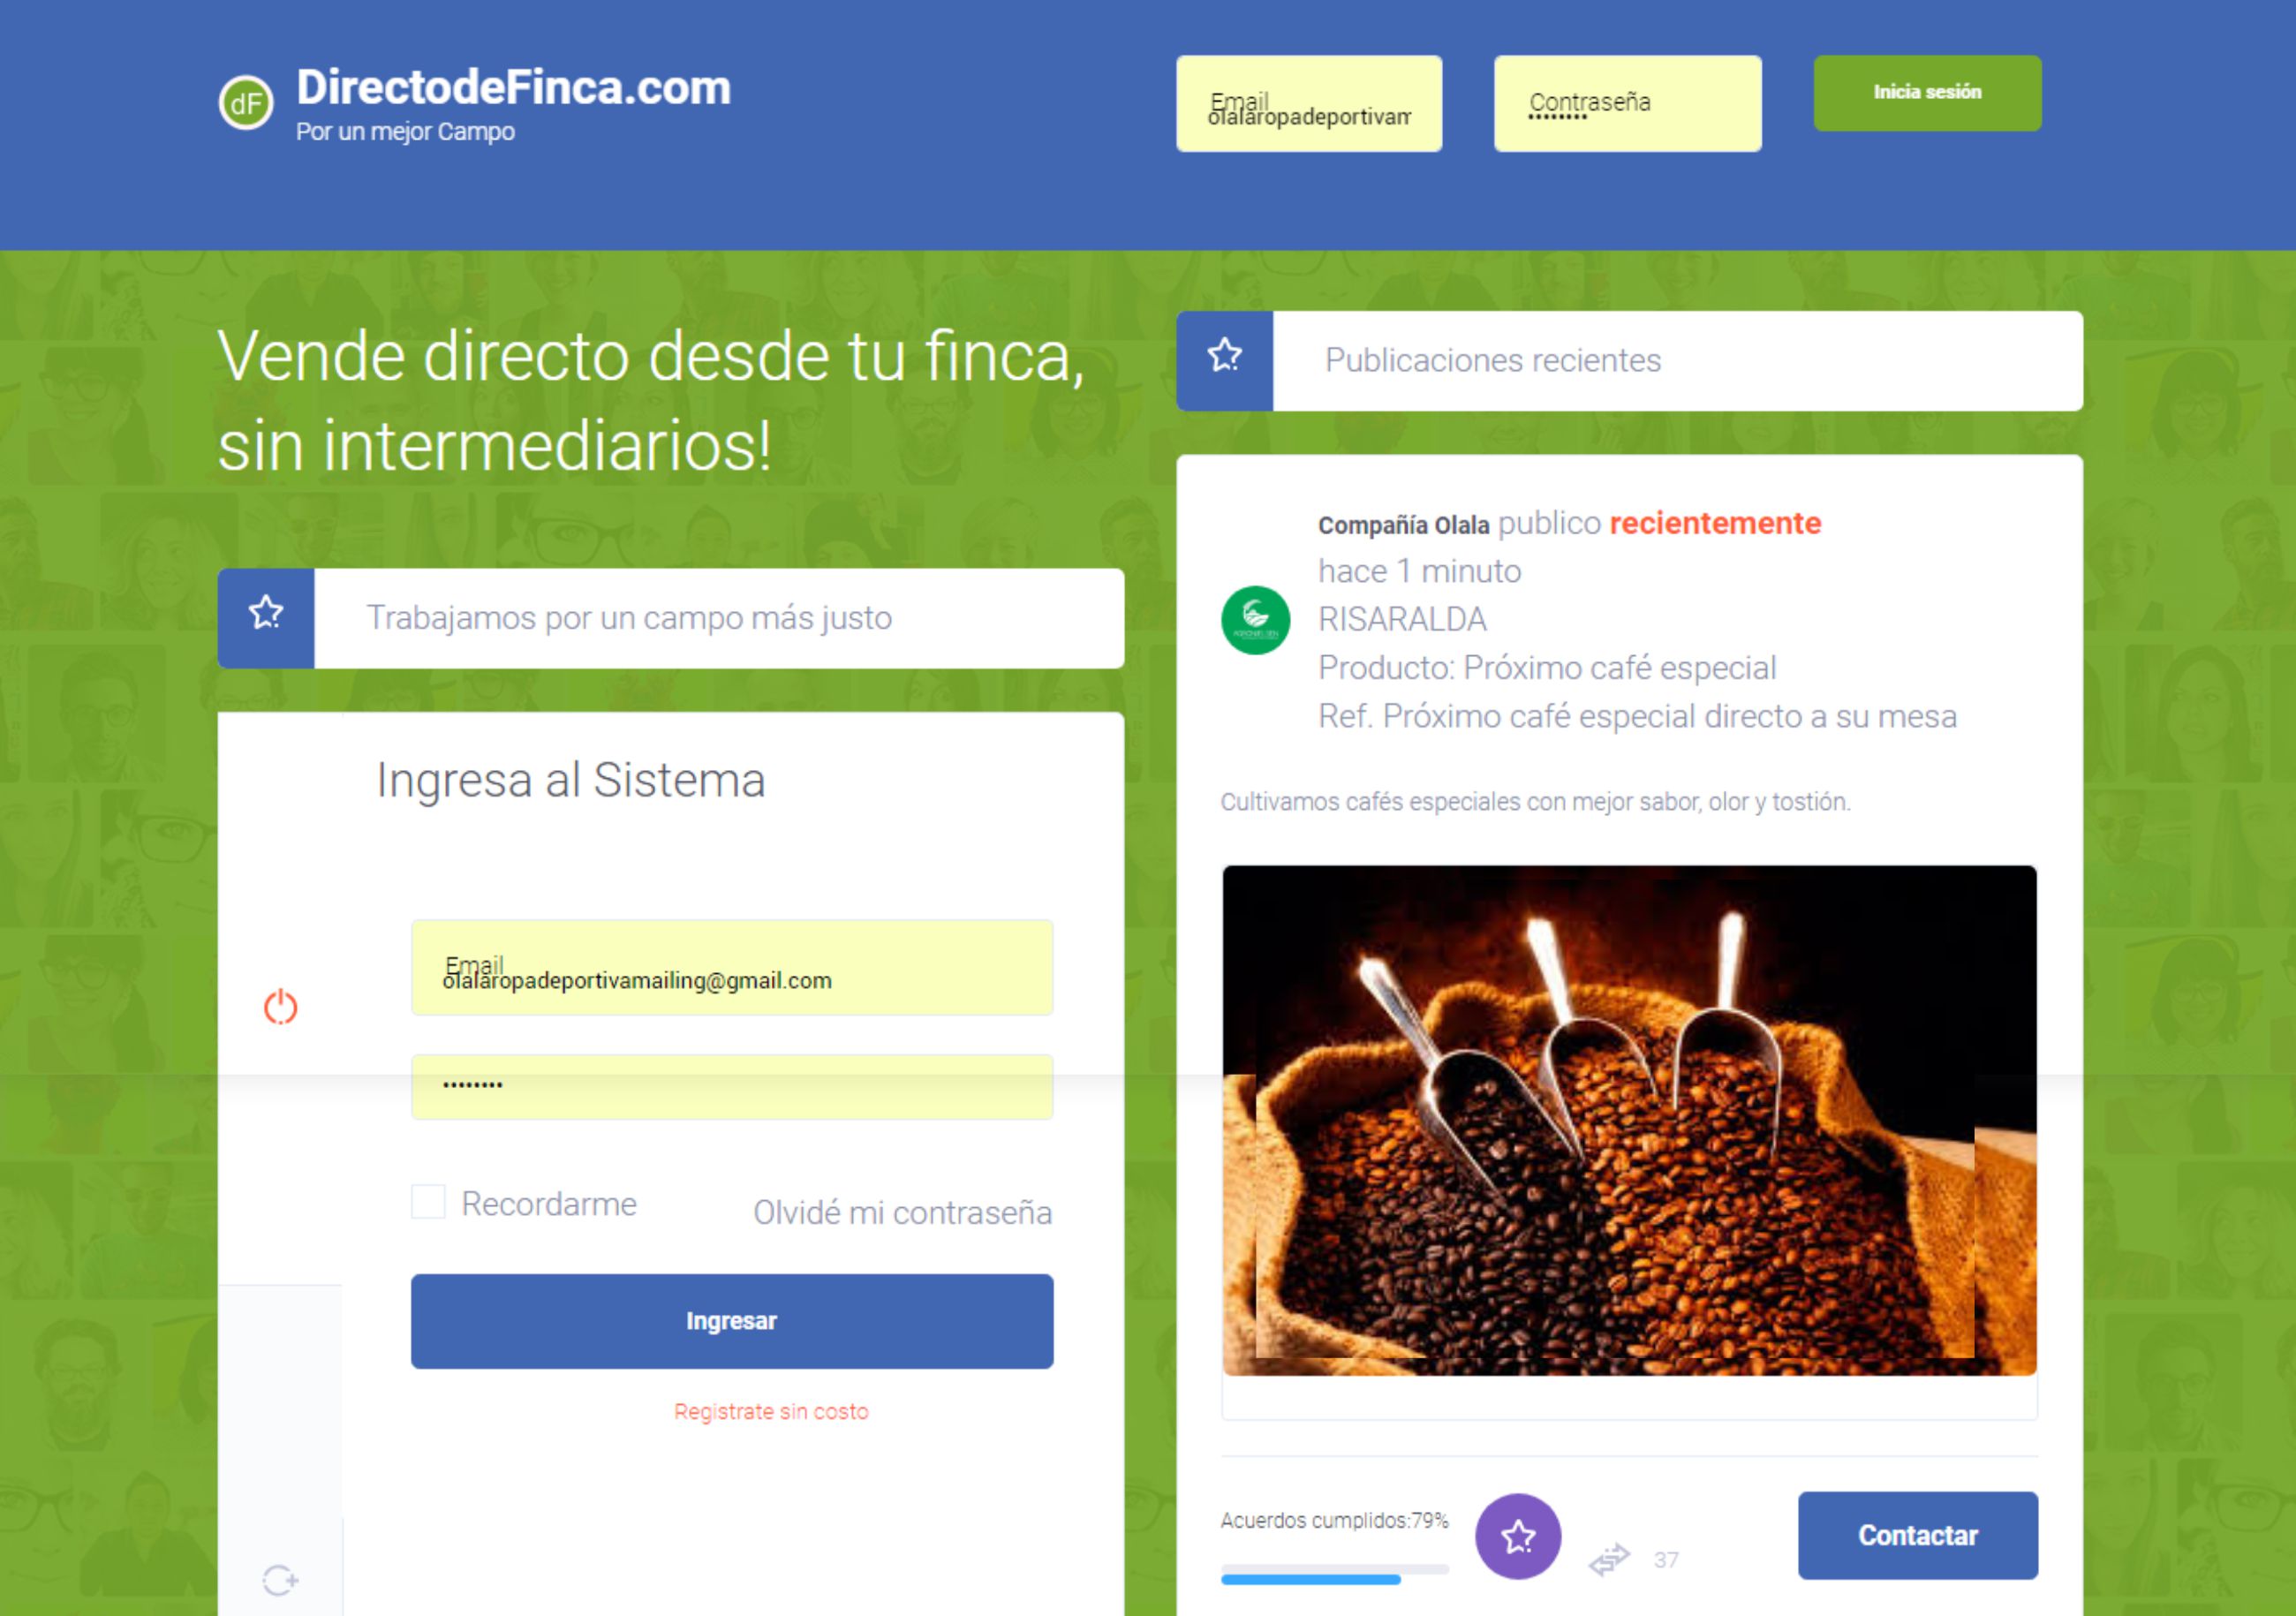 dF
DirectodeFinca.com
Por un mejor Campo
Email
olalaropadeportivam
Contraseña
••••••••
Inicia sesión
Vende directo desde tu finca,
sin intermediarios!
Trabajamos por un campo más justo
Ingresa al Sistema
Email
olalaropadeportivamailing@gmail.com
••••••••
Recordarme
Olvidé mi contraseña
Ingresar
Registrate sin costo
Publicaciones recientes
Compañía Olala publico recientemente
hace 1 minuto
RISARALDA
Producto: Próximo café especial
Ref. Próximo café especial directo a su mesa
Cultivamos cafés especiales con mejor sabor, olor y tostión.
Acuerdos cumplidos:79%
37
Contactar